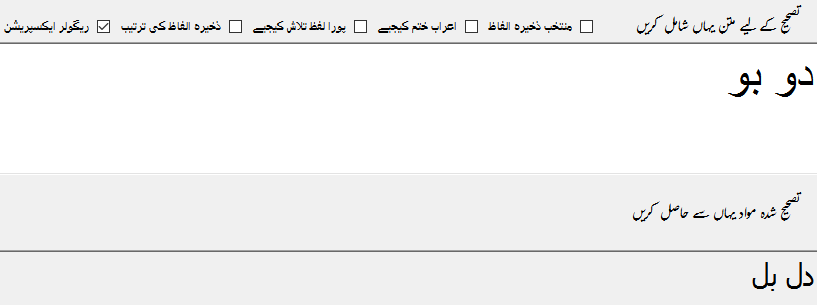 تصحیح کے لیے متن یہاں شامل کریں
منتخب ذخیرہ الفاظ اعراب ختم کیجیے پورا لفظ تلاش کیجیے ذخیرہ الفاظ کی ترتیب ریگولر ایکسپریشن
دو بو
تصحیح شدہ مواد یہاں سے حاصل کریں
دل بل